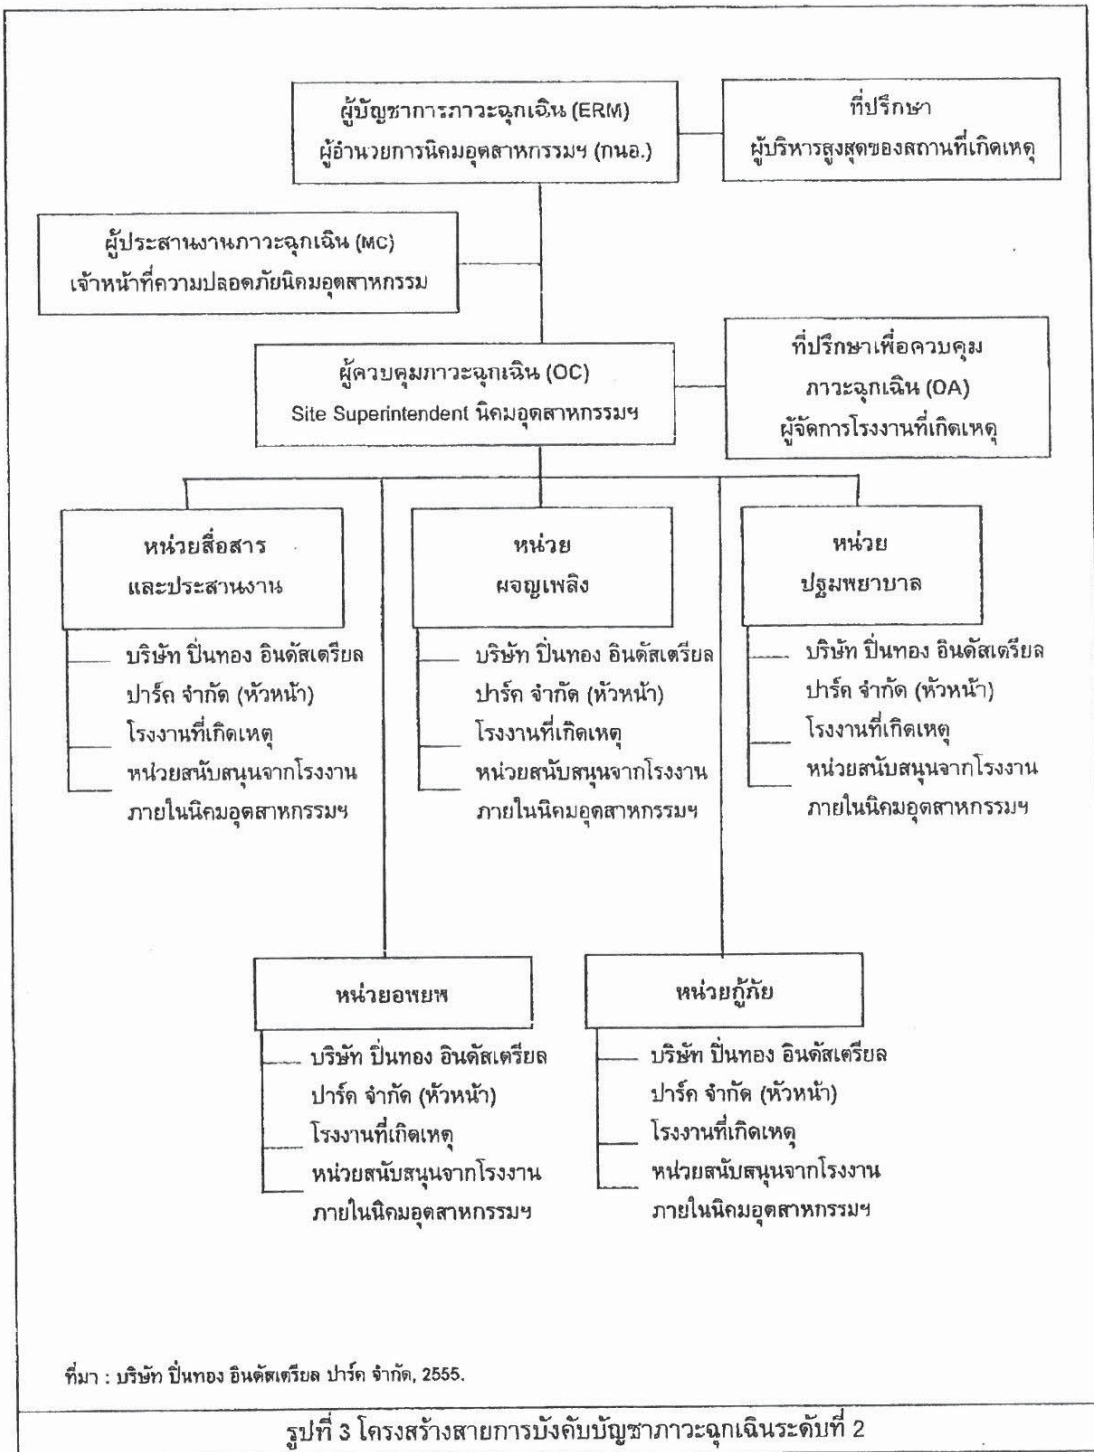 ผู้บัญชาการภาวะฉุกเฉิน (ERM)
ผู้อำนวยการนิคมอุตสาหกรรมฯ (กนอ.)
ที่ปรึกษา
ผู้บริหารสูงสุดของสถานที่เกิดเหตุ
ผู้ประสานงานภาวะฉุกเฉิน (MC)
เจ้าหน้าที่ความปลอดภัยนิคมอุตสาหกรรม
ผู้ควบคุมภาวะฉุกเฉิน (OC)
Site Superintendent นิคมอุตสาหกรรมฯ
ที่ปรึกษาเพื่อควบคุม
ภาวะฉุกเฉิน (OA)
ผู้จัดการโรงงานที่เกิดเหตุ
หน่วยสื่อสาร
และประสานงาน
บริษัท ปิ่นทอง อินดัสเตรียล
ปาร์ค จำกัด (หัวหน้า)
โรงงานที่เกิดเหตุ
หน่วยสนับสนุนจากโรงงาน
ภายในนิคมอุตสาหกรรมฯ
หน่วย
ผจญเพลิง
บริษัท ปิ่นทอง อินดัสเตรียล
ปาร์ค จำกัด (หัวหน้า)
โรงงานที่เกิดเหตุ
หน่วยสนับสนุนจากโรงงาน
ภายในนิคมอุตสาหกรรมฯ
หน่วย
ปฐมพยาบาล
บริษัท ปิ่นทอง อินดัสเตรียล
ปาร์ค จำกัด (หัวหน้า)
โรงงานที่เกิดเหตุ
หน่วยสนับสนุนจากโรงงาน
ภายในนิคมอุตสาหกรรมฯ
หน่วยอพยพ
บริษัท ปิ่นทอง อินดัสเตรียล
ปาร์ค จำกัด (หัวหน้า)
โรงงานที่เกิดเหตุ
หน่วยสนับสนุนจากโรงงาน
ภายในนิคมอุตสาหกรรมฯ
หน่วยกู้ภัย
บริษัท ปิ่นทอง อินดัสเตรียล
ปาร์ค จำกัด (หัวหน้า)
โรงงานที่เกิดเหตุ
หน่วยสนับสนุนจากโรงงาน
ภายในนิคมอุตสาหกรรมฯ
ที่มา : บริษัท ปิ่นทอง อินดัสเตรียล ปาร์ค จำกัด, 2555.
รูปที่ 3 โครงสร้างสายการบังคับบัญชาภาวะฉุกเฉินระดับที่ 2